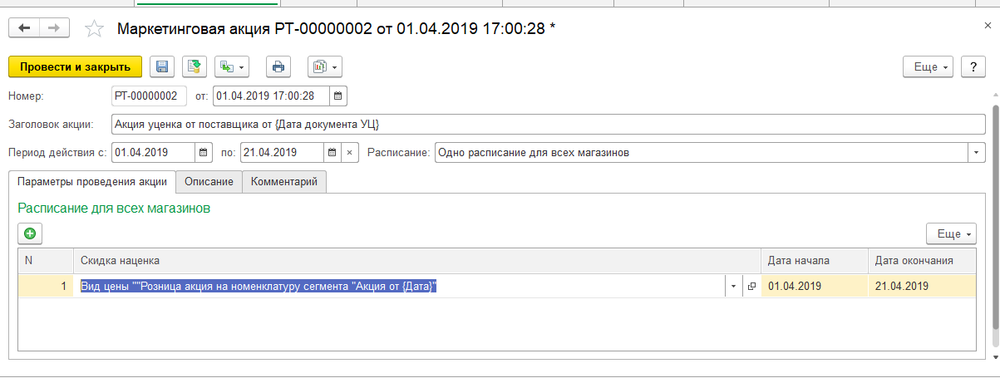 Маркетинговая акция РТ-00000002 от 01.04.2019 17:00:28 *
Провести и закрыть Еще ?
Номер: РТ-00000002 от: 01.04.2019 17:00:28
Заголовок акции: Акция уценка от поставщика от {Дата документа УЦ}
Период действия с: 01.04.2019 по: 21.04.2019 Расписание: Одно расписание для всех магазинов
Параметры проведения акции Описание Комментарий
Расписание для всех магазинов
Еще
N Скидка наценка Дата начала Дата окончания
1 Вид цены ""Розница акция на номенклатуру сегмента "Акция от {Дата}" 01.04.2019 21.04.2019